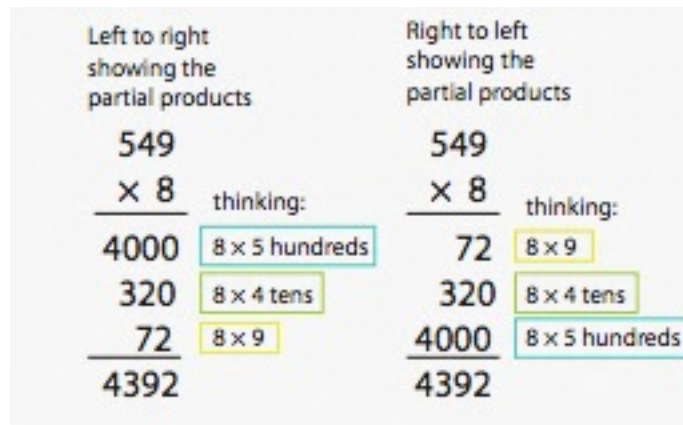 Left to right
showing the
partial products
549
× 8
thinking:
4000 8 × 5 hundreds
320 8 × 4 tens
72 8 × 9
4392
Right to left
showing the
partial products
549
× 8
thinking:
72 8 × 9
320 8 × 4 tens
4000 8 × 5 hundreds
4392